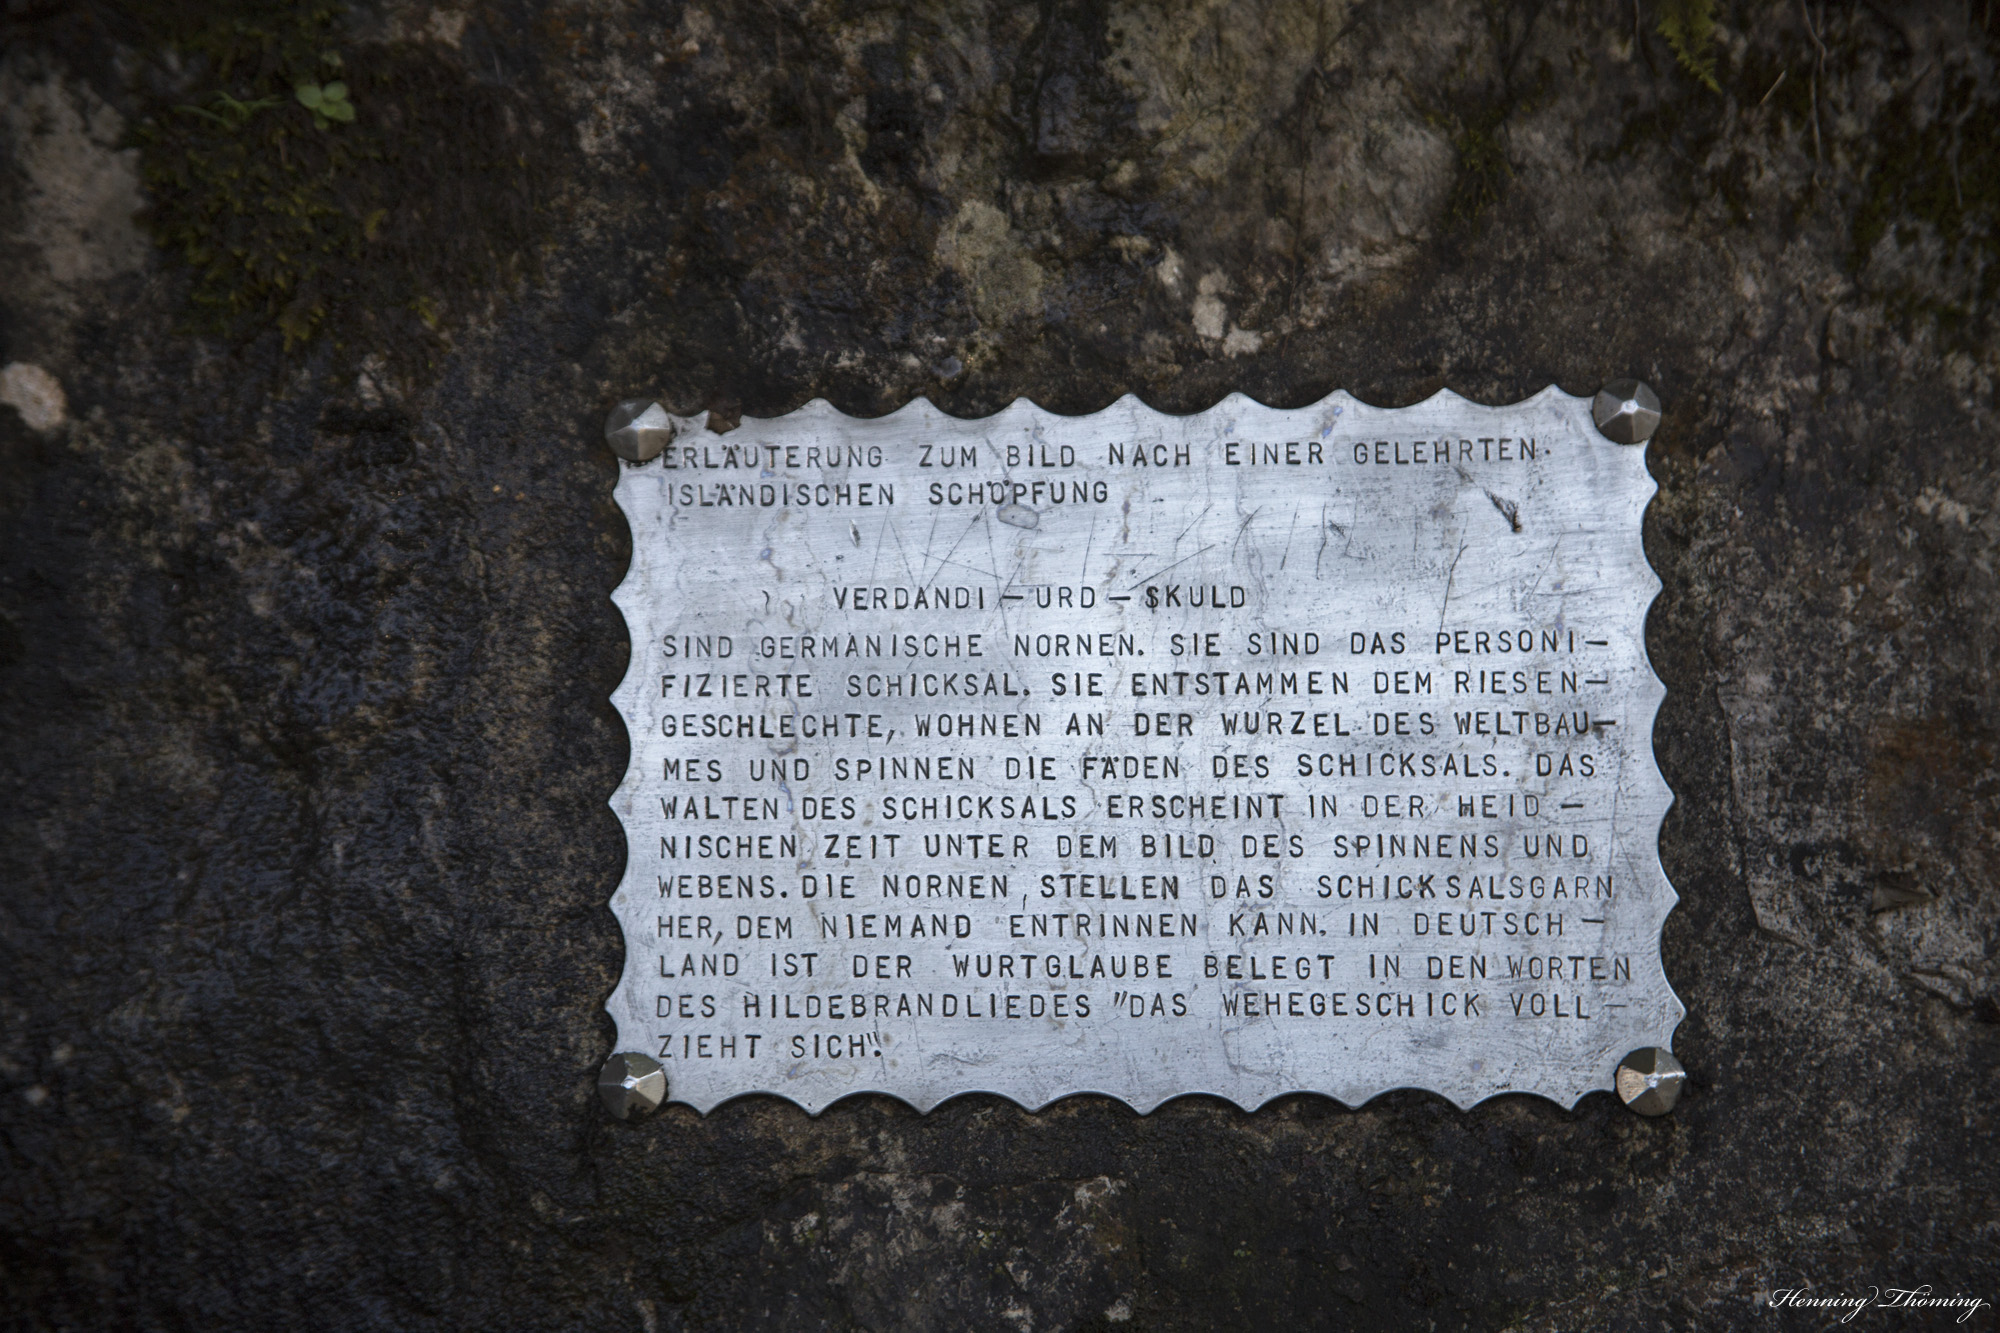 ERLÄUTERUNG ZUM BILD NACH EINER GELEHRTEN
ISLÄNDISCHEN SCHÖPFUNG
VERDANDI – URD – SKULD
SIND GERMANISCHE NORNEN. SIE SIND DAS PERSONI–
FIZIERTE SCHICKSAL. SIE ENTSTAMMEN DEM RIESEN–
GESCHLECHTE, WOHNEN AN DER WURZEL DES WELTBAU–
MES UND SPINNEN DIE FÄDEN DES SCHICKSALS. DAS
WALTEN DES SCHICKSALS ERSCHEINT IN DER HEID –
NISCHEN ZEIT UNTER DEM BILD DES SPINNENS UND
WEBENS. DIE NORNEN STELLEN DAS SCHICKSALSGARN
HER, DEM NIEMAND ENTRINNEN KANN. IN DEUTSCH –
LAND IST DER WURTGLAUBE BELEGT IN DEN WORTEN
DES HILDEBRANDLIEDES "DAS WEHEGESCHICK VOLL –
ZIEHT SICH".
Henning Thöming